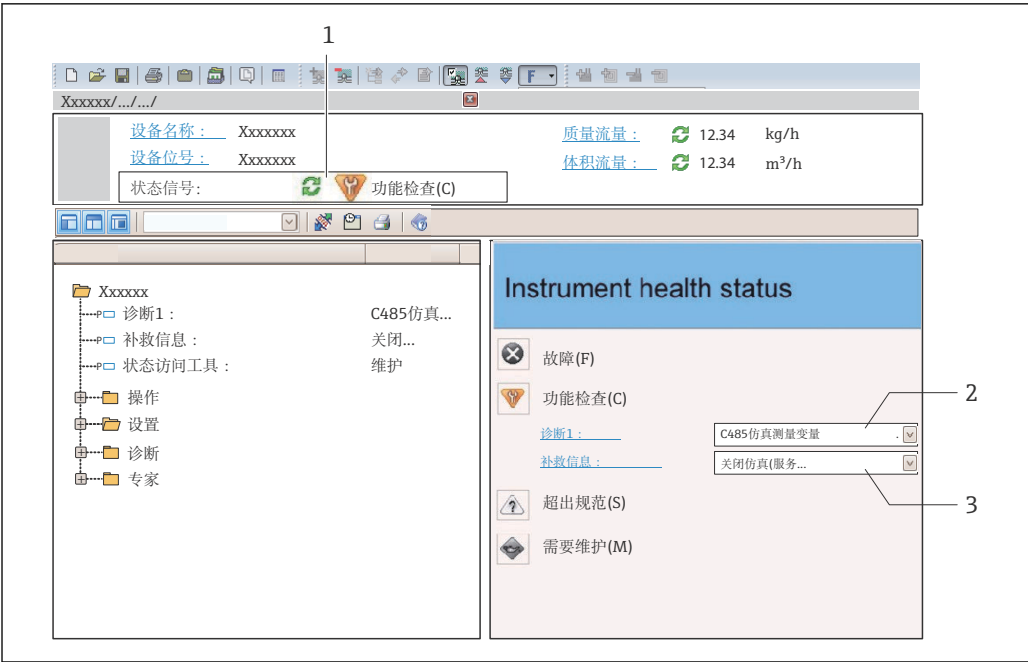 1
F
Xxxxxx/.../.../
设备名称： Xxxxxxx
质量流量： 12.34 kg/h
设备位号： Xxxxxxx
体积流量： 12.34 m³/h
状态信号: 功能检查(C)
Xxxxxx
诊断1： C485仿真...
补救信息： 关闭...
状态访问工具： 维护
操作
设置
诊断
专家
Instrument health status
故障(F)
功能检查(C)
2
诊断1： C485仿真测量变量 .
补救信息： 关闭仿真(服务...
超出规范(S)
3
需要维护(M)